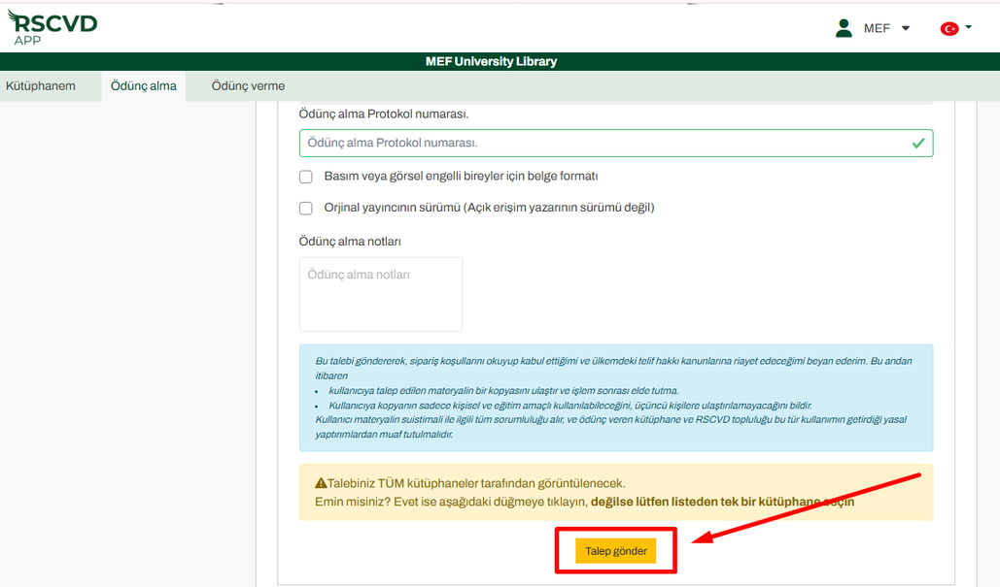 RSCVD
APP
MEF
MEF University Library
Kütüphanem
Ödünç alma
Ödünç verme
Ödünç alma Protokol numarası.
Ödünç alma Protokol numarası.
Basım veya görsel engelli bireyler için belge formatı
Orjinal yayıncının sürümü (Açık erişim yazarının sürümü değil)
Ödünç alma notları
Ödünç alma notları
Bu talebi göndererek, sipariş koşullarını okuyup kabul ettiğimi ve ülkemdeki telif hakkı kanunlarına riayet edeceğimi beyan ederim. Bu andan
itibaren
• kullanıcıya talep edilen materyalin bir kopyasını ulaştır ve işlem sonrası elde tutma.
• Kullanıcıya kopyanın sadece kişisel ve eğitim amaçlı kullanılabileceğini, üçüncü kişilere ulaştırılamayacağını bildir.
Kullanıcı materyalin suistimali ile ilgili tüm sorumluluğu alır, ve ödünç veren kütüphane ve RSCVD topluluğu bu tür kullanımın getirdiği yasal
yaptırımlardan muaf tutulmalıdır.
Talebiniz TÜM kütüphaneler tarafından görüntülenecek.
Emin misiniz? Evet ise aşağıdaki düğmeye tıklayın, değilse lütfen listeden tek bir kütüphane seçin
Talep gönder